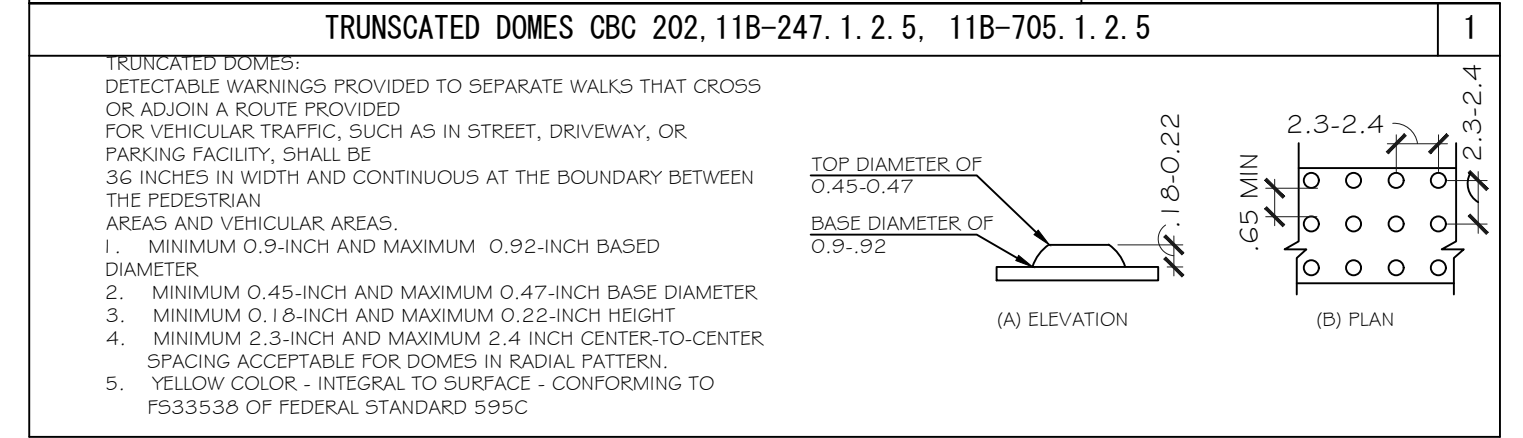 TRUNSCATED DOMES CBC 202, 11B-247.1.2.5, 11B-705.1.2.5
1
TRUNCATED DOMES:
DETECTABLE WARNINGS PROVIDED TO SEPARATE WALKS THAT CROSS
OR ADJOIN A ROUTE PROVIDED
FOR VEHICULAR TRAFFIC, SUCH AS IN STREET, DRIVEWAY, OR
PARKING FACILITY, SHALL BE
36 INCHES IN WIDTH AND CONTINUOUS AT THE BOUNDARY BETWEEN
THE PEDESTRIAN
AREAS AND VEHICULAR AREAS.
1. MINIMUM 0.9-INCH AND MAXIMUM 0.92-INCH BASED
DIAMETER
2. MINIMUM 0.45-INCH AND MAXIMUM 0.47-INCH BASE DIAMETER
3. MINIMUM 0.18-INCH AND MAXIMUM 0.22-INCH HEIGHT
4. MINIMUM 2.3-INCH AND MAXIMUM 2.4 INCH CENTER-TO-CENTER
SPACING ACCEPTABLE FOR DOMES IN RADIAL PATTERN.
5. YELLOW COLOR - INTEGRAL TO SURFACE - CONFORMING TO
FS33538 OF FEDERAL STANDARD 595C
TOP DIAMETER OF
0.45-0.47
BASE DIAMETER OF
0.9-.92
.18-0.22
(A) ELEVATION
.65 MIN
2.3-2.4
2.3-2.4
(B) PLAN